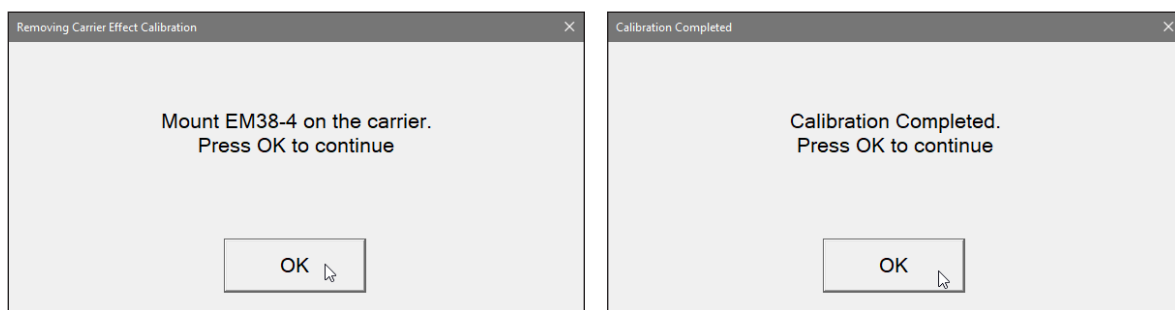 Removing Carrier Effect Calibration
Mount EM38-4 on the carrier.
Press OK to continue
OK
Calibration Completed
Calibration Completed.
Press OK to continue
OK